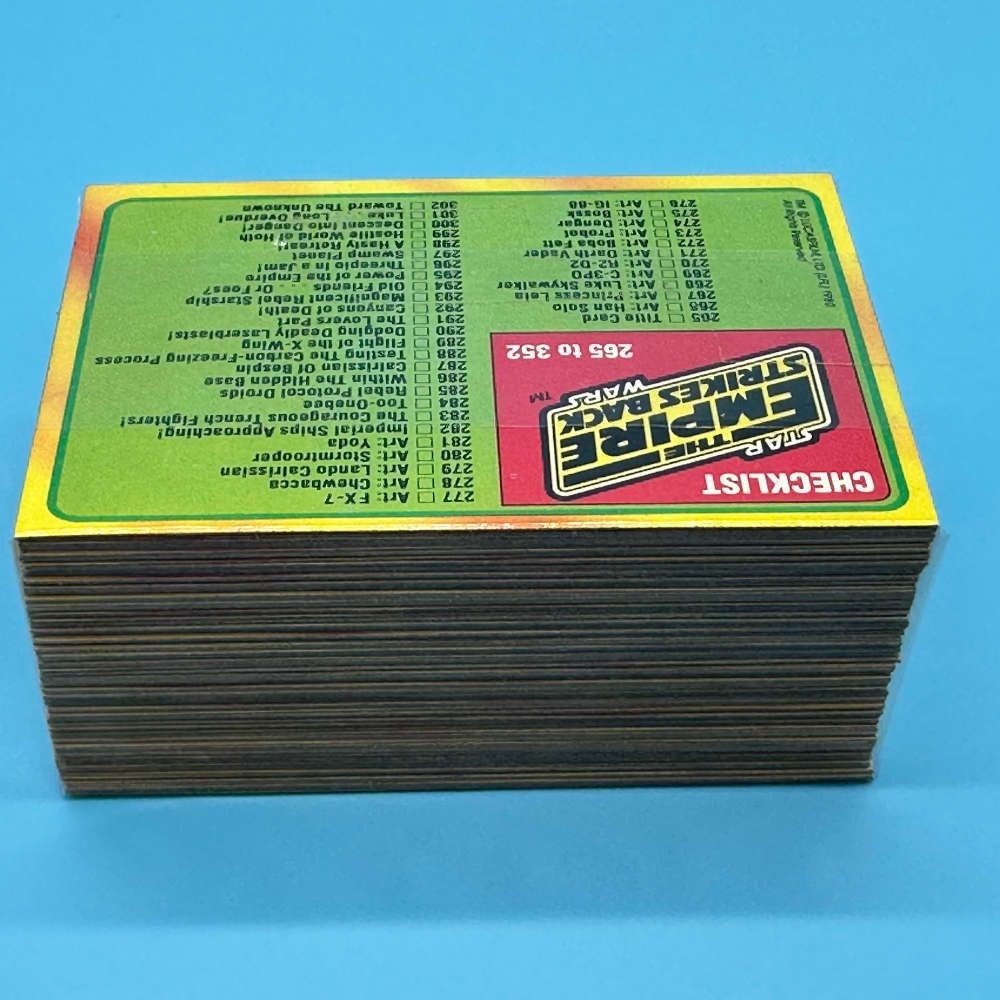 CHECKLIST
STAR
THE
EMPIRE
STRIKES BACK
WARS ™
265 to 352
265 Title Card
266 Art: Han Solo
267 Art: Princess Leia
268 Art: Luke Skywalker
269 Art: C-3PO
270 Art: R2-D2
271 Art: Darth Vader
272 Art: Boba Fett
273 Art: Probot
274 Art: Dengar
275 Art: Bossk
276 Art: IG-88
TM © LUCASFILM, LTD. (LFL) 1980
All Rights Reserved
277 Art: FX-7
278 Art: Chewbacca
279 Art: Lando Calrissian
280 Art: Stormtrooper
281 Art: Yoda
282 Imperial Ships Approaching!
283 The Courageous Trench Fighters!
284 Too-Onebee
285 Rebel Protocol Droids
286 Within The Hidden Base
287 Calrissian Of Bespin
288 Testing The Carbon-Freezing Process
289 Flight of the X-Wing
290 Dodging Deadly Laserblasts!
291 The Lovers Part
292 Canyons of Death!
293 Magnificent Rebel Starship
294 Old Friends . . . Or Foes?
295 Power of the Empire
296 Threepio In a Jam!
297 Swamp Planet
298 A Hasty Retreat
299 Hostile World of Hoth
300 Descent Into Danger!
301 Luke . . . Long Overdue!
302 Toward The Unknown